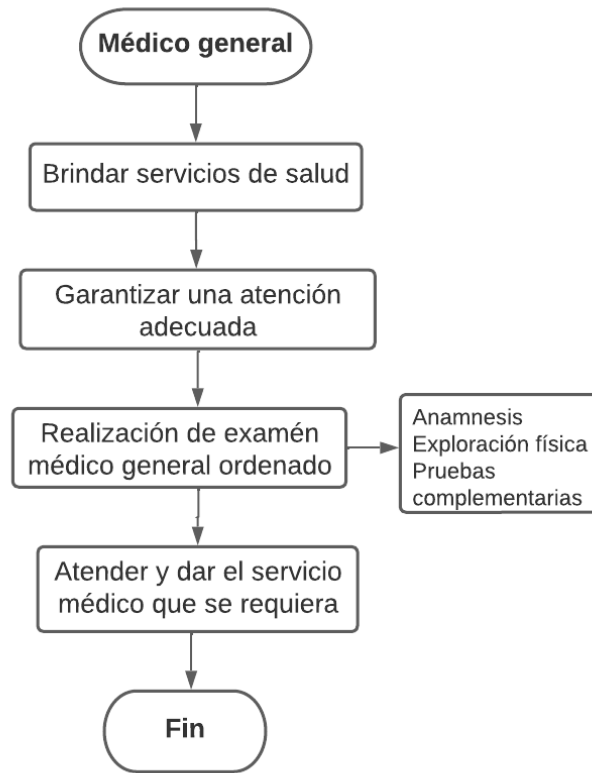 Médico general
Brindar servicios de salud
Garantizar una atención
adecuada
Realización de examén
médico general ordenado
Anamnesis
Exploración física
Pruebas
complementarias
Atender y dar el servicio
médico que se requiera
Fin